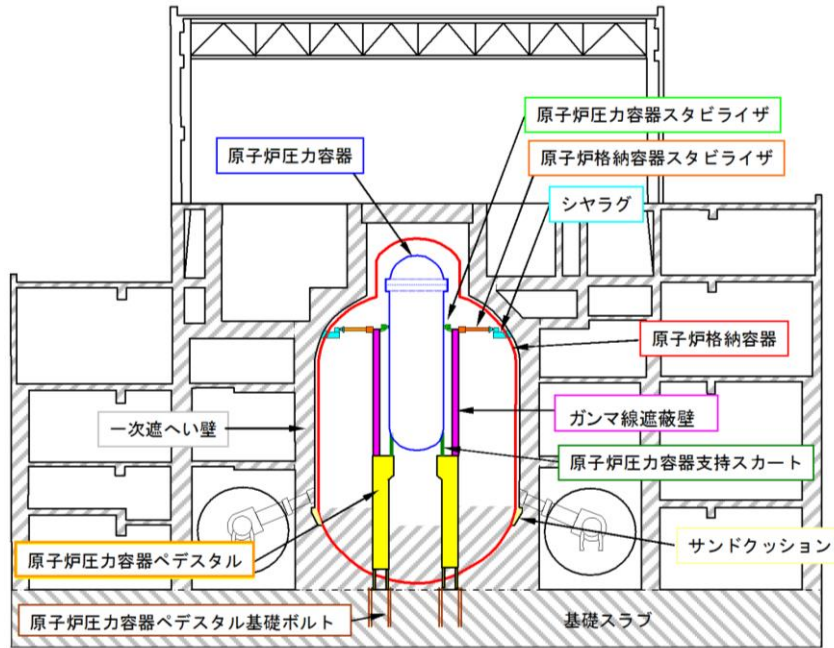 原子炉圧力容器スタビライザ
原子炉圧力容器
原子炉格納容器スタビライザ
シヤラグ
原子炉格納容器
ガンマ線遮蔽壁
一次遮へい壁
原子炉圧力容器支持スカート
サンドクッション
原子炉圧力容器ペデスタル
原子炉圧力容器ペデスタル基礎ボルト
基礎スラブ